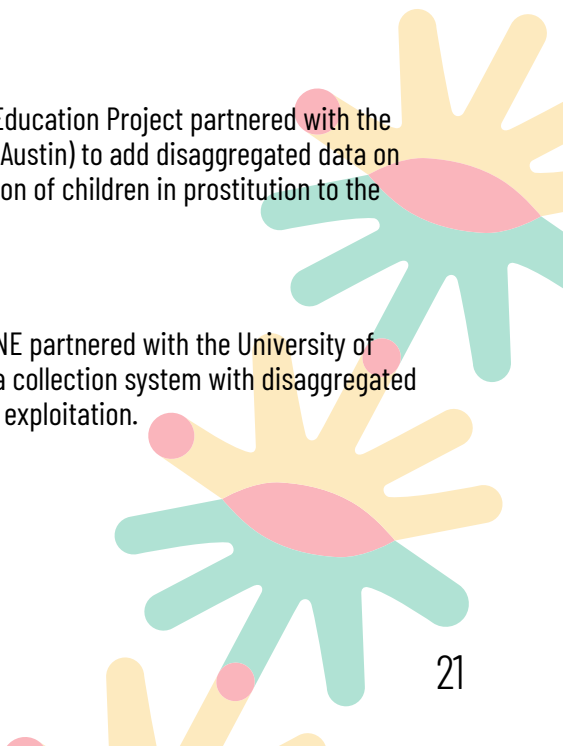 Education Project partnered with the
Austin) to add disaggregated data on
on of children in prostitution to the
NE partnered with the University of
a collection system with disaggregated
exploitation.
21